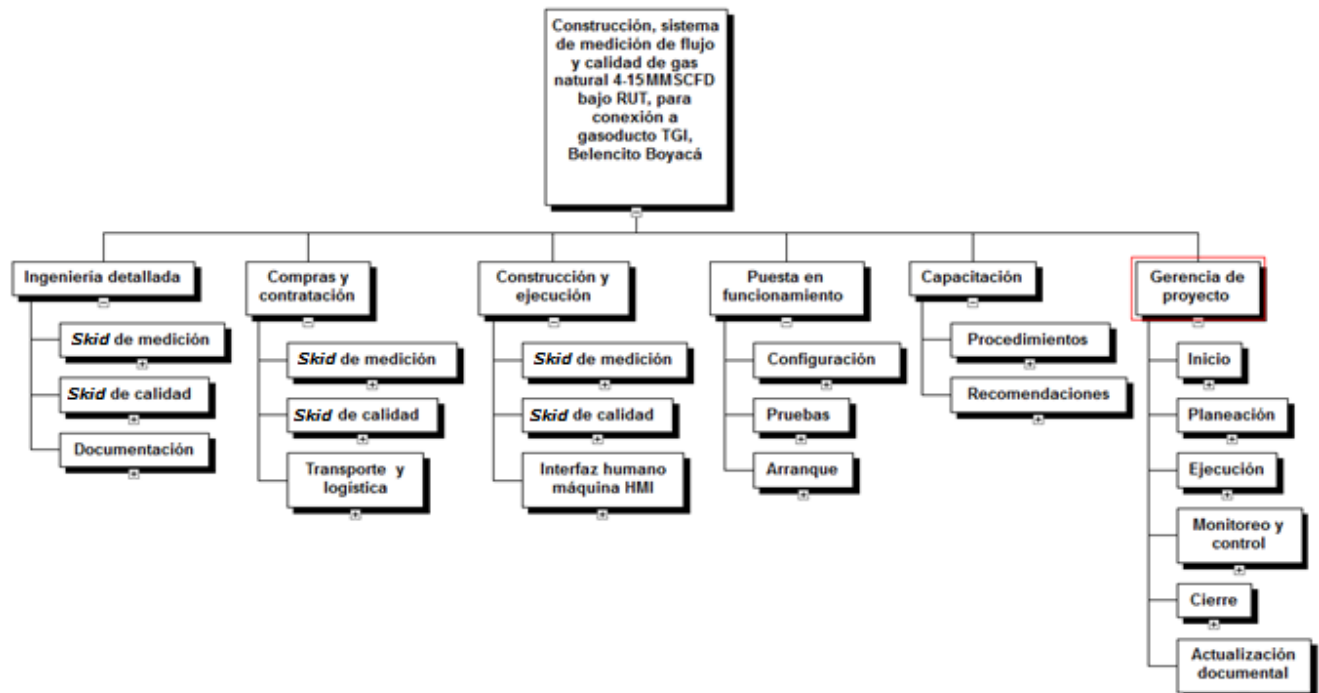 Construcción, sistema
de medición de flujo
y calidad de gas
natural 4-15MMSCFD
bajo RUT, para
conexión a
gasoducto TGI,
Belencito Boyacá
Ingeniería detallada
Skid de medición
Skid de calidad
Documentación
Compras y
contratación
Skid de medición
Skid de calidad
Transporte y
logística
Construcción y
ejecución
Skid de medición
Skid de calidad
Interfaz humano
máquina HMI
Puesta en
funcionamiento
Configuración
Pruebas
Arranque
Capacitación
Procedimientos
Recomendaciones
Gerencia de
proyecto
Inicio
Planeación
Ejecución
Monitoreo y
control
Cierre
Actualización
documental